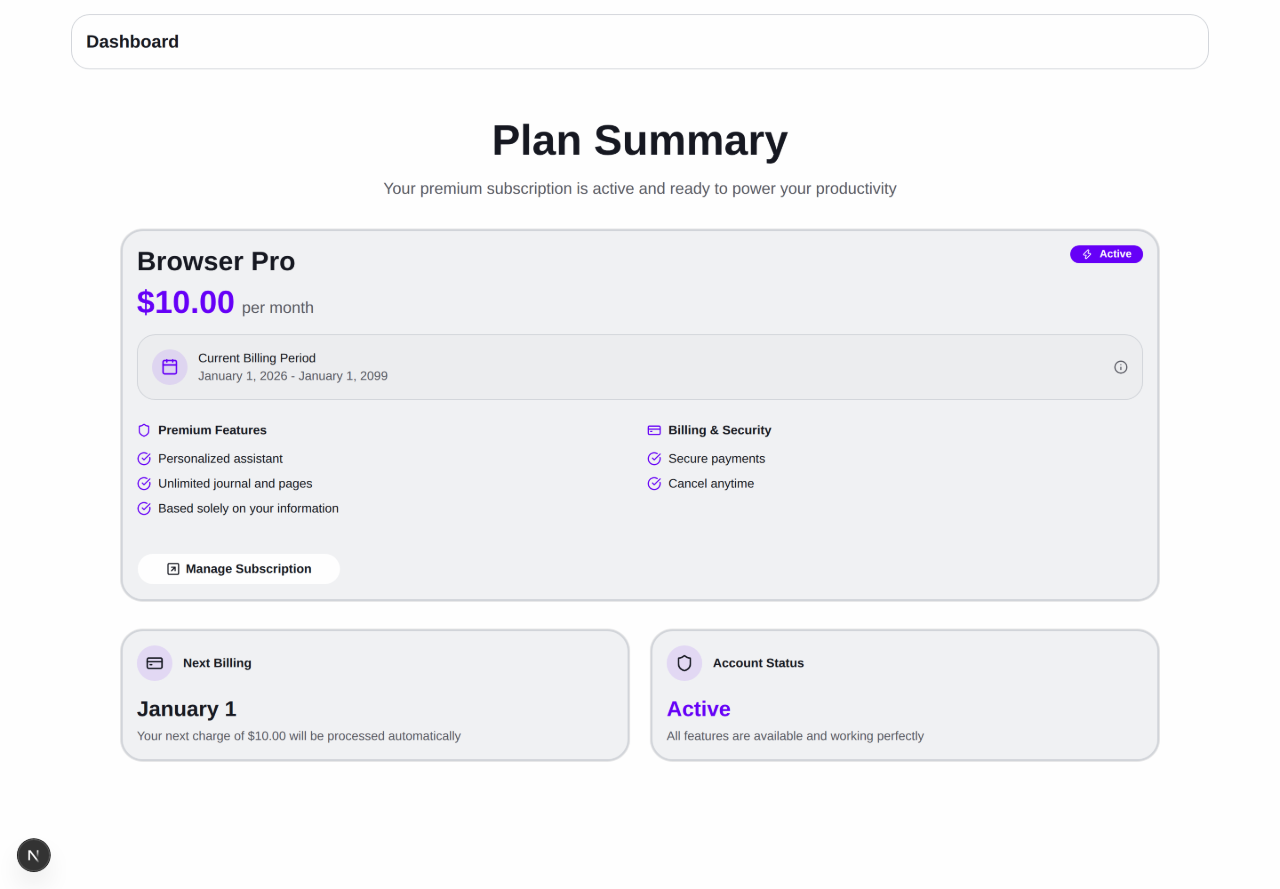 Dashboard
Plan Summary
Your premium subscription is active and ready to power your productivity
Browser Pro
Active
$10.00 per month
Current Billing Period
January 1, 2026 - January 1, 2099
Premium Features
Personalized assistant
Unlimited journal and pages
Based solely on your information
Billing & Security
Secure payments
Cancel anytime
Manage Subscription
Next Billing
January 1
Your next charge of $10.00 will be processed automatically
Account Status
Active
All features are available and working perfectly
N